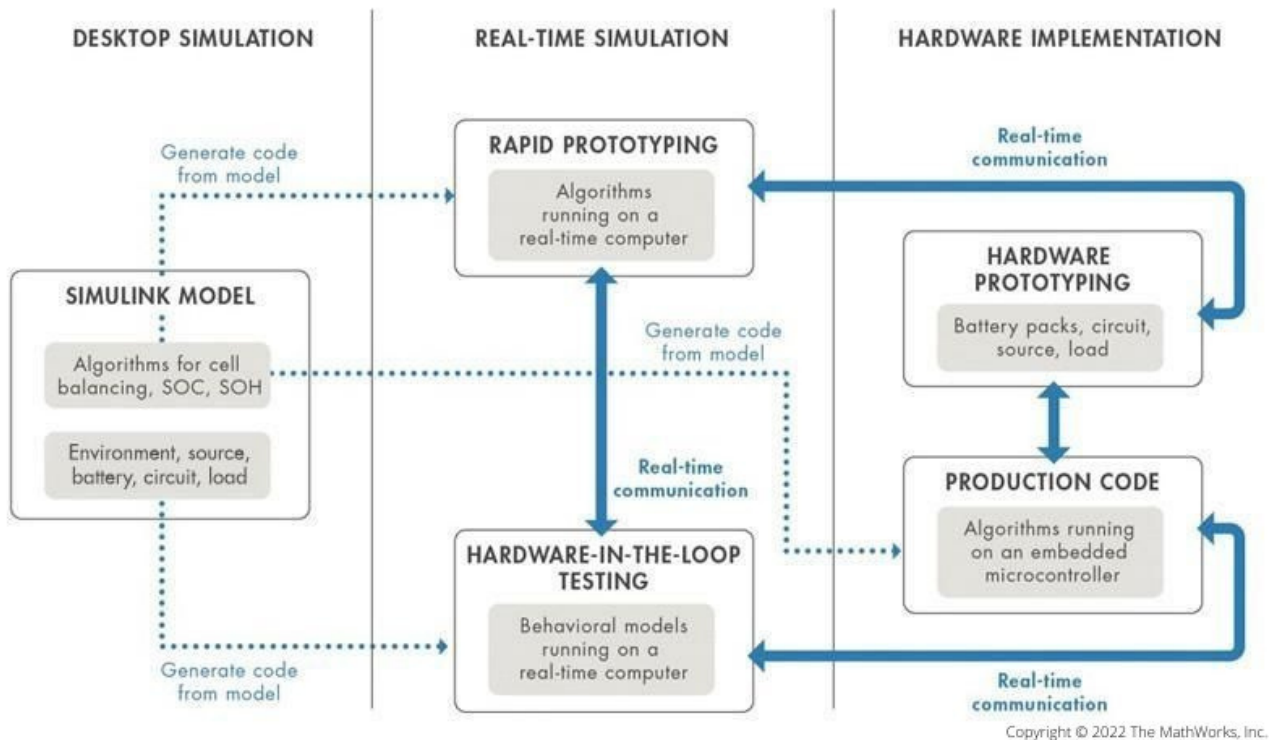 DESKTOP SIMULATION
REAL-TIME SIMULATION
HARDWARE IMPLEMENTATION
Generate code
from model
SIMULINK MODEL
Algorithms for cell
balancing, SOC, SOH
Environment, source,
battery, circuit, load
Generate code
from model
RAPID PROTOTYPING
Algorithms
running on a
real-time computer
Generate code
from model
Real-time
communication
HARDWARE-IN-THE-LOOP
TESTING
Behavioral models
running on a
real-time computer
Real-time
communication
HARDWARE
PROTOTYPING
Battery packs, circuit,
source, load
PRODUCTION CODE
Algorithms running
on an embedded
microcontroller
Real-time
communication
Copyright © 2022 The MathWorks, Inc.